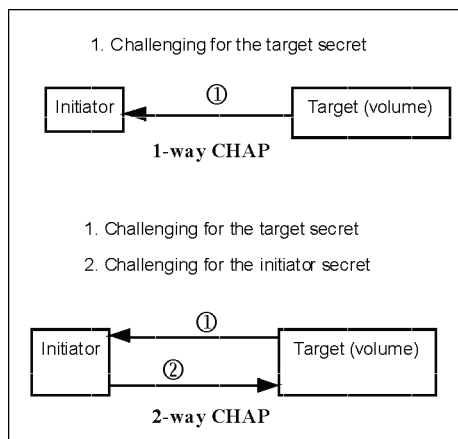 1. Challenging for the target secret
①
Initiator
Target (volume)
1-way CHAP
1. Challenging for the target secret
2. Challenging for the initiator secret
①
Initiator
Target (volume)
②
2-way CHAP